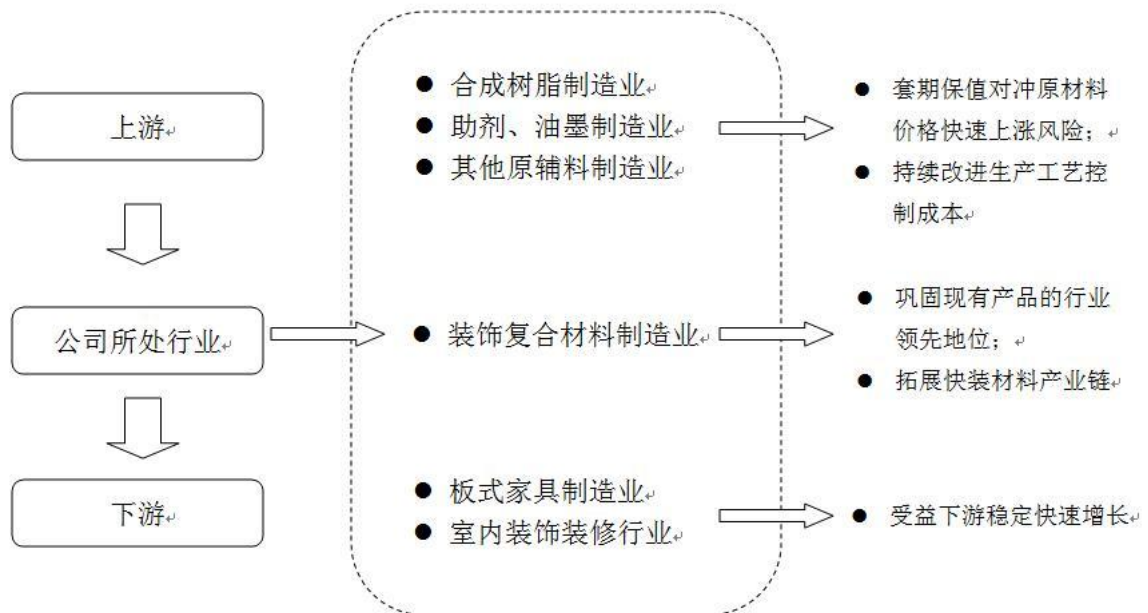 上游
合成树脂制造业
助剂、油墨制造业
其他原辅料制造业
套期保值对冲原材料
价格快速上涨风险；
持续改进生产工艺控
制成本
公司所处行业
装饰复合材料制造业
巩固现有产品的行业
领先地位；
拓展快装材料产业链
下游
板式家具制造业
室内装饰装修行业
受益下游稳定快速增长